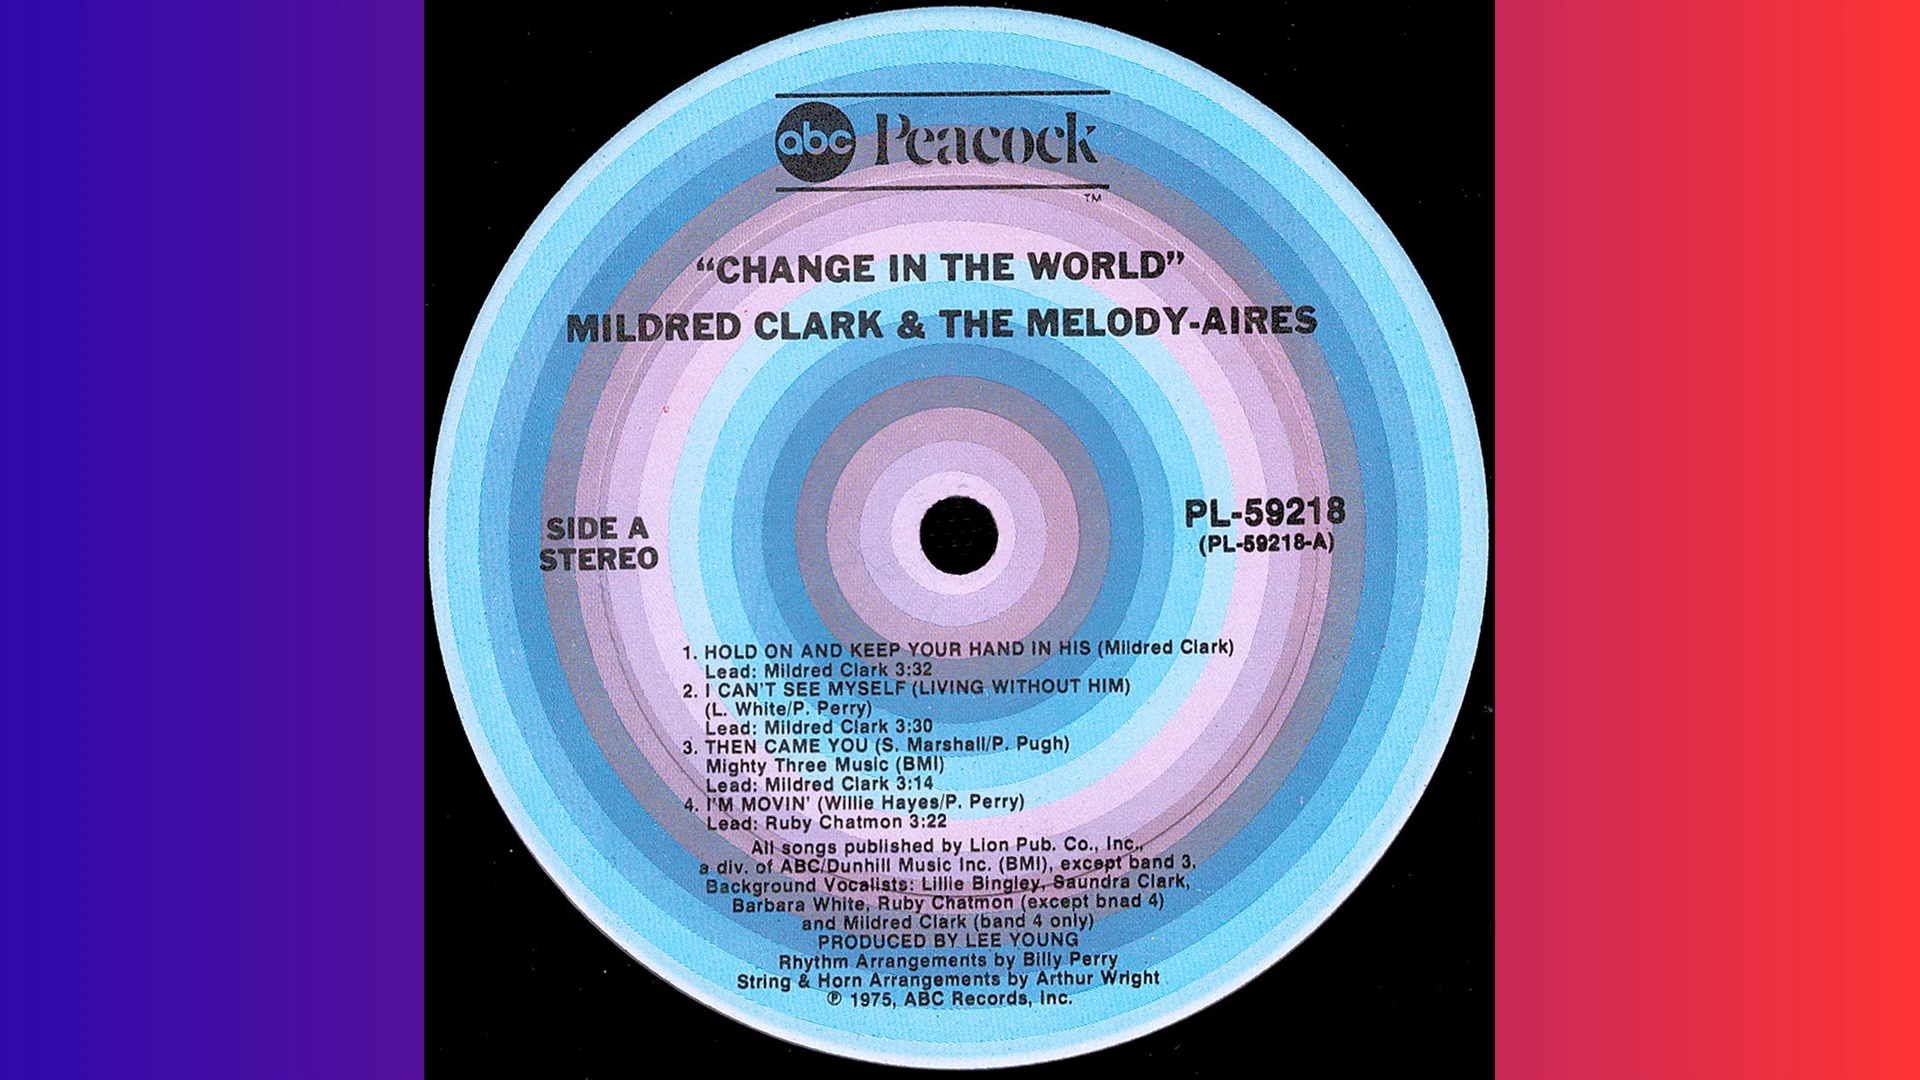 abc Peacock
TM
“CHANGE IN THE WORLD”
MILDRED CLARK & THE MELODY-AIRES
SIDE A
STEREO
PL-59218
(PL-59218-A)
1. HOLD ON AND KEEP YOUR HAND IN HIS (Mildred Clark)
Lead: Mildred Clark 3:32
2. I CAN'T SEE MYSELF (LIVING WITHOUT HIM)
(L. White/P. Perry)
Lead: Mildred Clark 3:30
3. THEN CAME YOU (S. Marshall/P. Pugh)
Mighty Three Music (BMI)
Lead: Mildred Clark 3:14
4. I'M MOVIN' (Willie Hayes/P. Perry)
Lead: Ruby Chatmon 3:22
All songs published by Lion Pub. Co., Inc.,
a div. of ABC/Dunhill Music Inc. (BMI), except band 3.
Background Vocalists: Lillie Bingley, Saundra Clark,
Barbara White, Ruby Chatmon (except bnad 4)
and Mildred Clark (band 4 only)
PRODUCED BY LEE YOUNG
Rhythm Arrangements by Billy Perry
String & Horn Arrangements by Arthur Wright
℗ 1975, ABC Records, Inc.